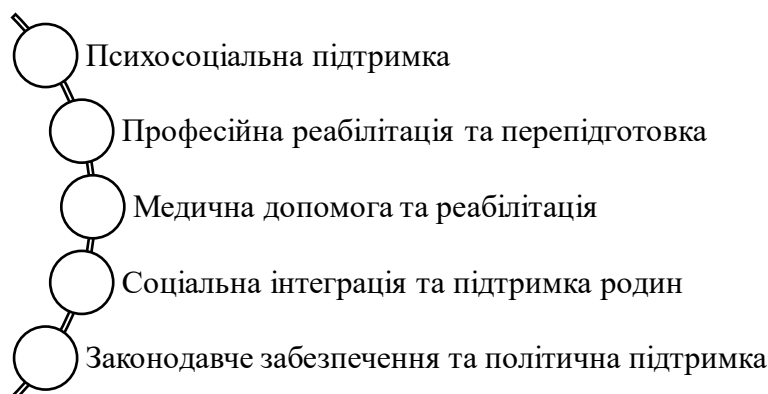 Психосоціальна підтримка
Професійна реабілітація та перепідготовка
Медична допомога та реабілітація
Соціальна інтеграція та підтримка родин
Законодавче забезпечення та політична підтримка